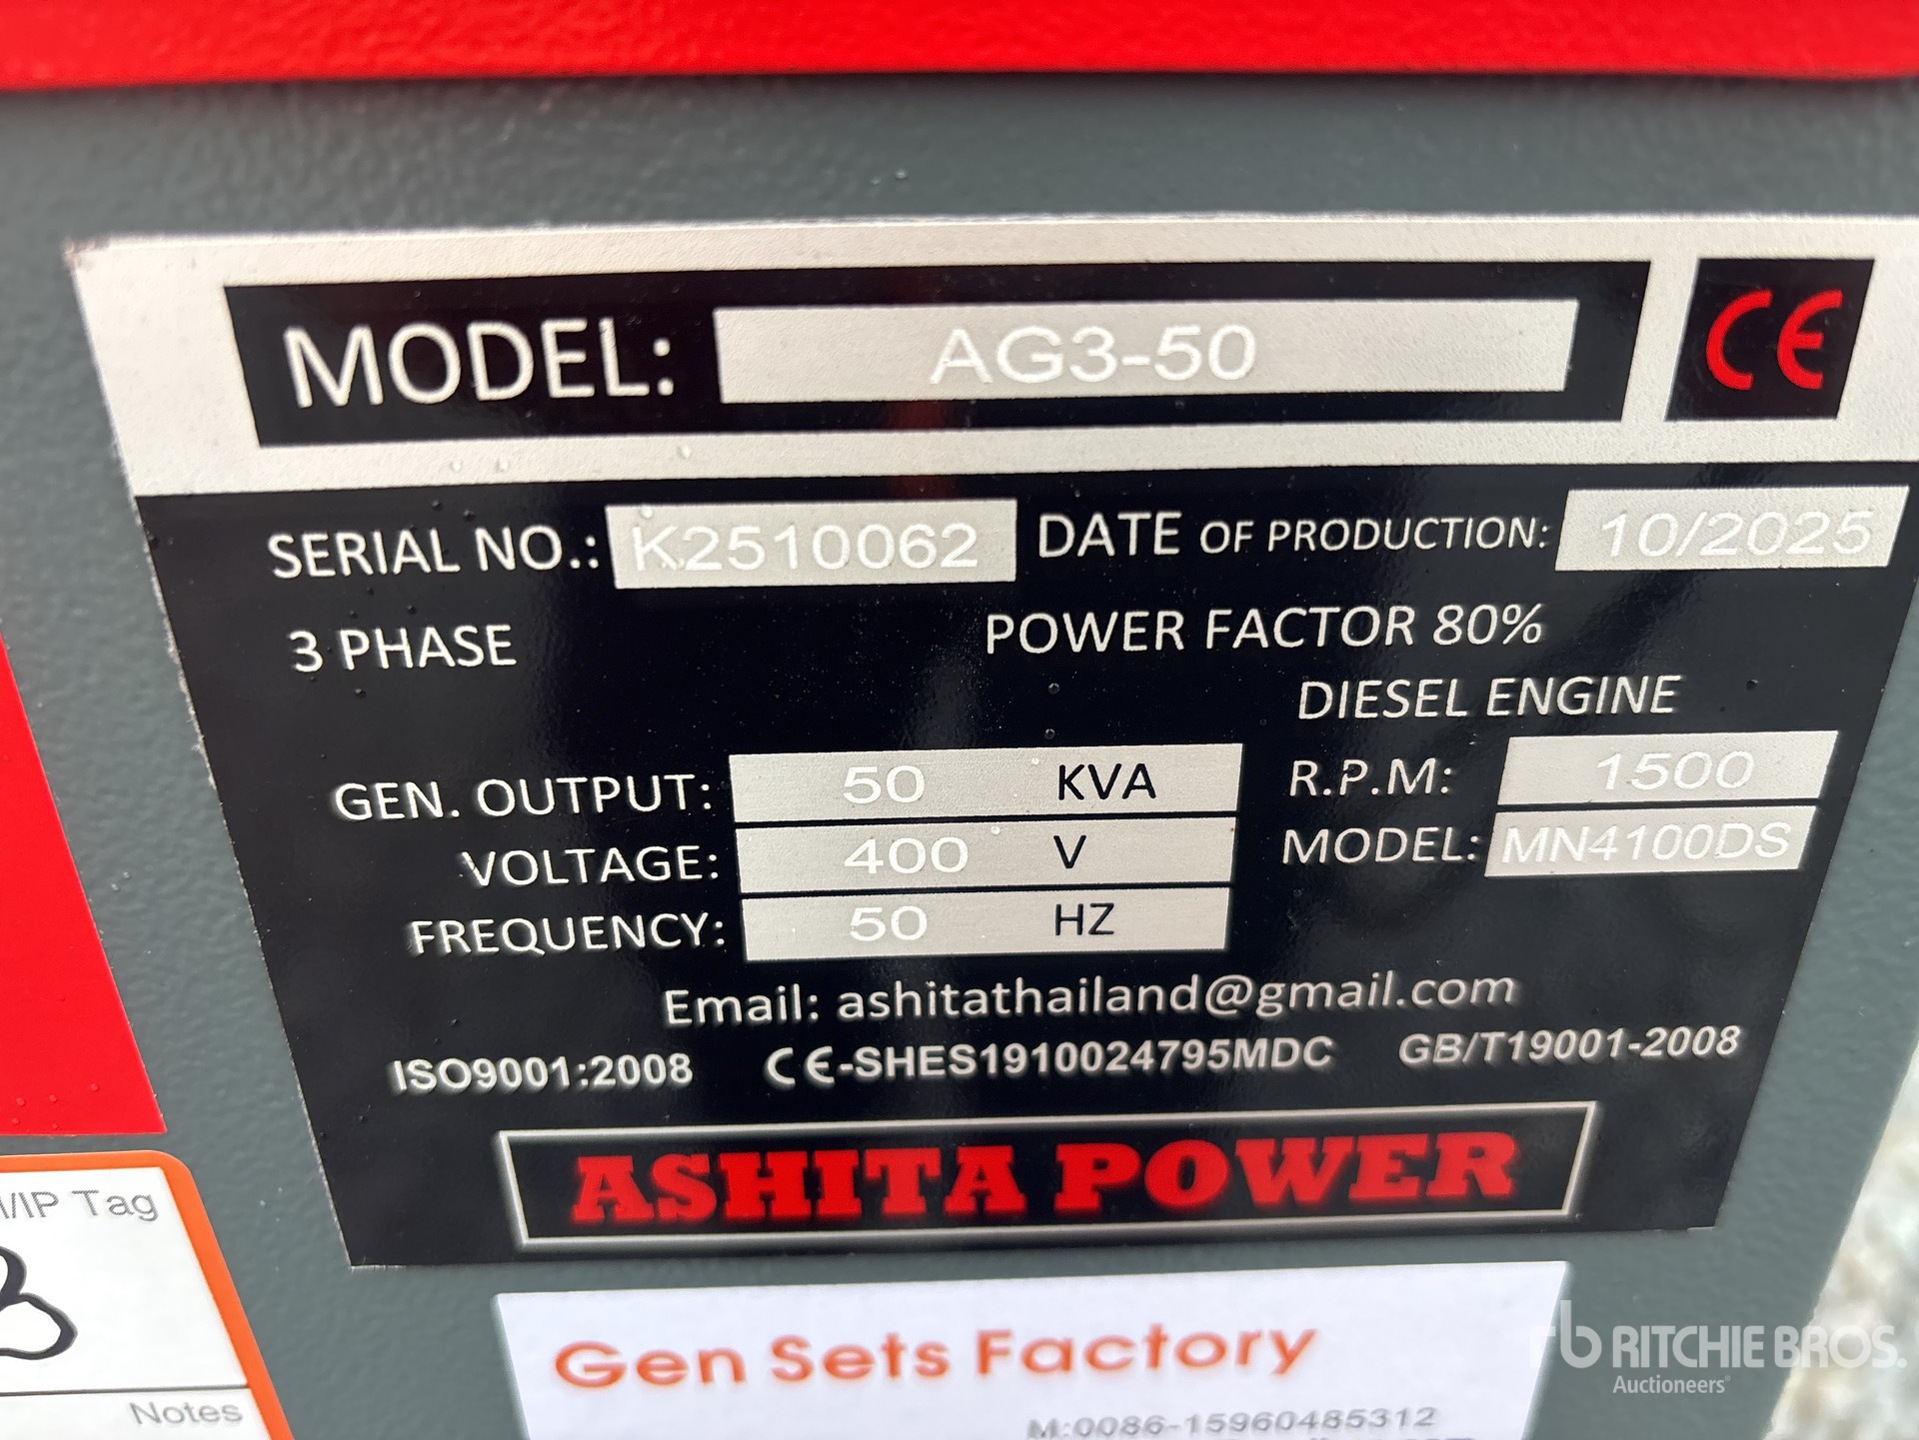 MODEL: AG3-50 CE
SERIAL NO.: K2510062 DATE OF PRODUCTION: 10/2025
3 PHASE POWER FACTOR 80%
DIESEL ENGINE
GEN. OUTPUT: 50 KVA R.P.M: 1500
VOLTAGE: 400 V MODEL: MN4100DS
FREQUENCY: 50 HZ
Email: ashitathailand@gmail.com
ISO9001:2008 CE-SHES1910024795MDC GB/T19001-2008
ASHITA POWER
/IP Tag
Notes
Gen Sets Factory
M:0086-15960485312
rb RITCHIE BROS.
Auctioneers